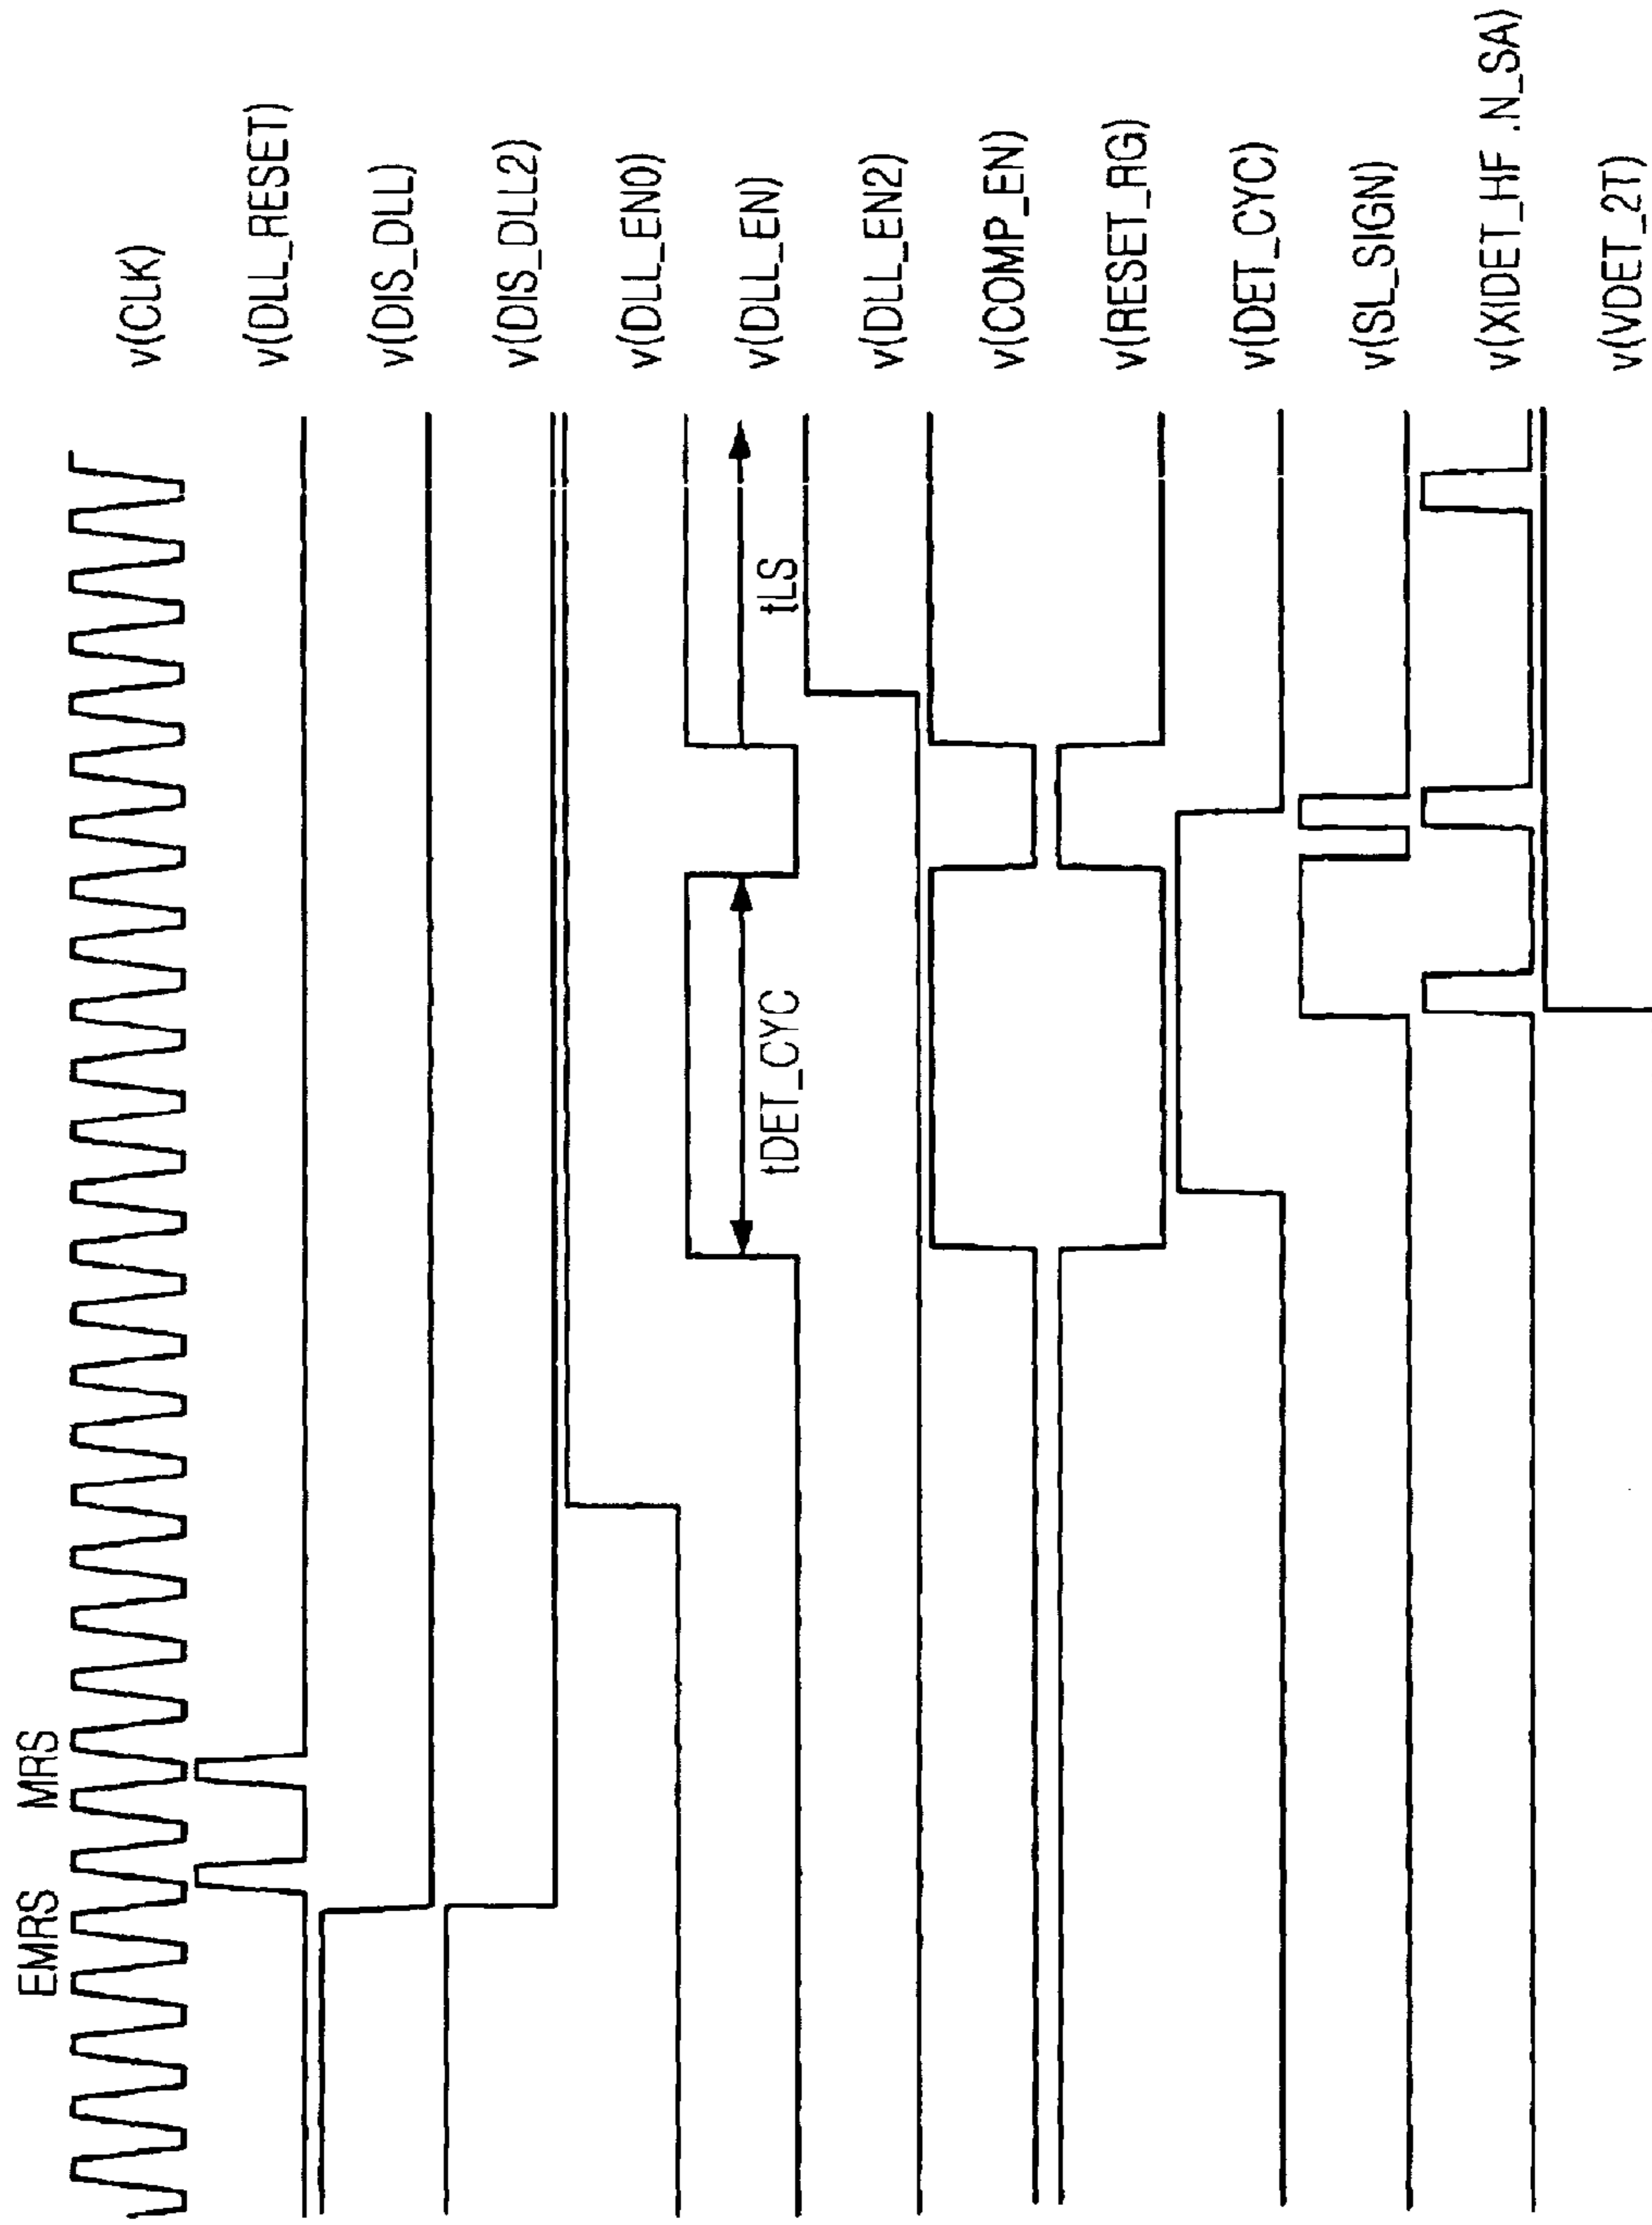 EMRS MRS
v(CLK)
v(DLL_RESET)
v(DIS_DLL)
v(DIS_DLL2)
v(DLL_EN0)
v(DLL_EN)
tDET_CYC
tLS
v(DLL_EN2)
v(COMP_EN)
v(RESET_RG)
v(DET_CYC)
v(SL_SIGN)
v(XIDET_HF .N_SA)
v(VDET_2T)